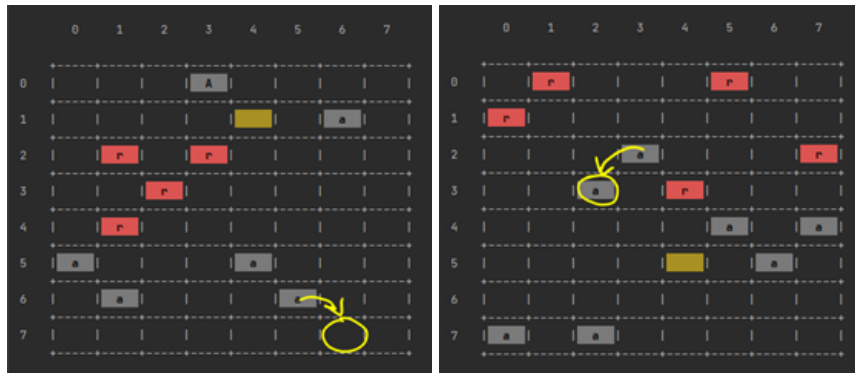 0 1 2 3 4 5 6 7
0 A
1 a
2 r r
3 r
4 r
5 a a
6 a a
7
0 1 2 3 4 5 6 7
0 r r
1 r
2 a r
3 a r
4 a a
5 a
6
7 a a